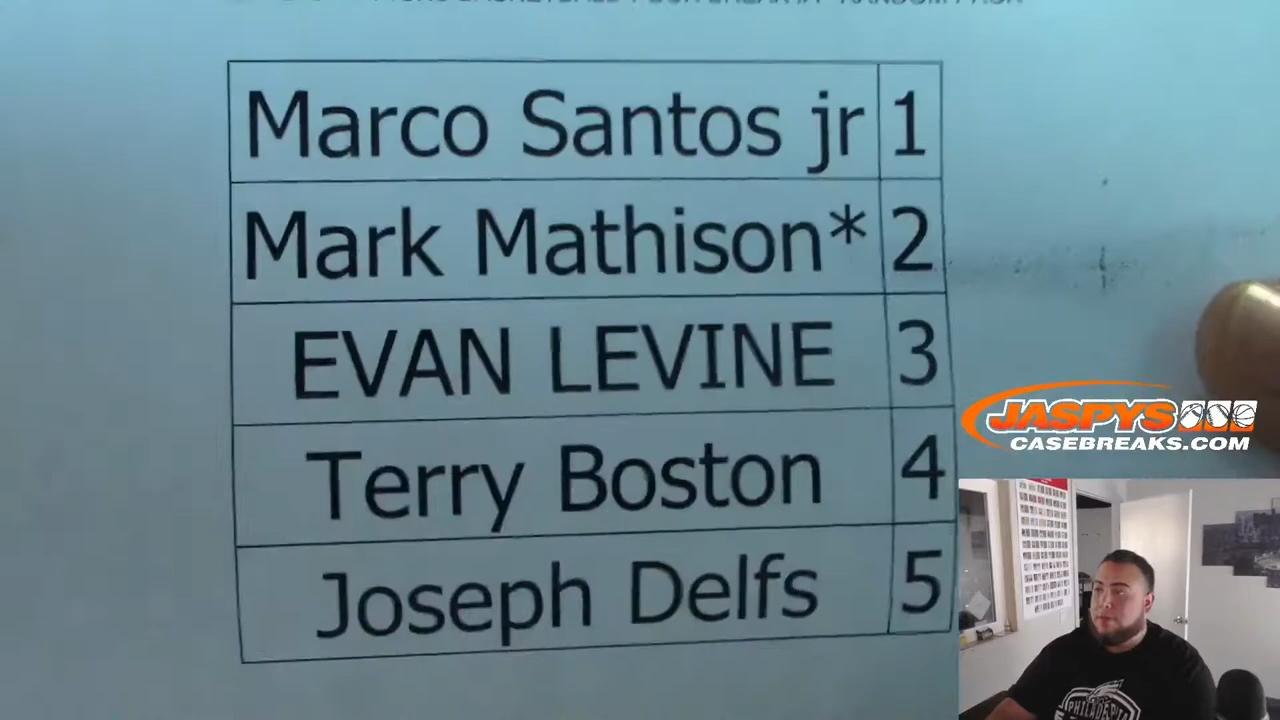 Marco Santos jr 1
Mark Mathison* 2
EVAN LEVINE 3
Terry Boston 4
Joseph Delfs 5
JASPYS
CASEBREAKS.COM
PHILADELPHIA